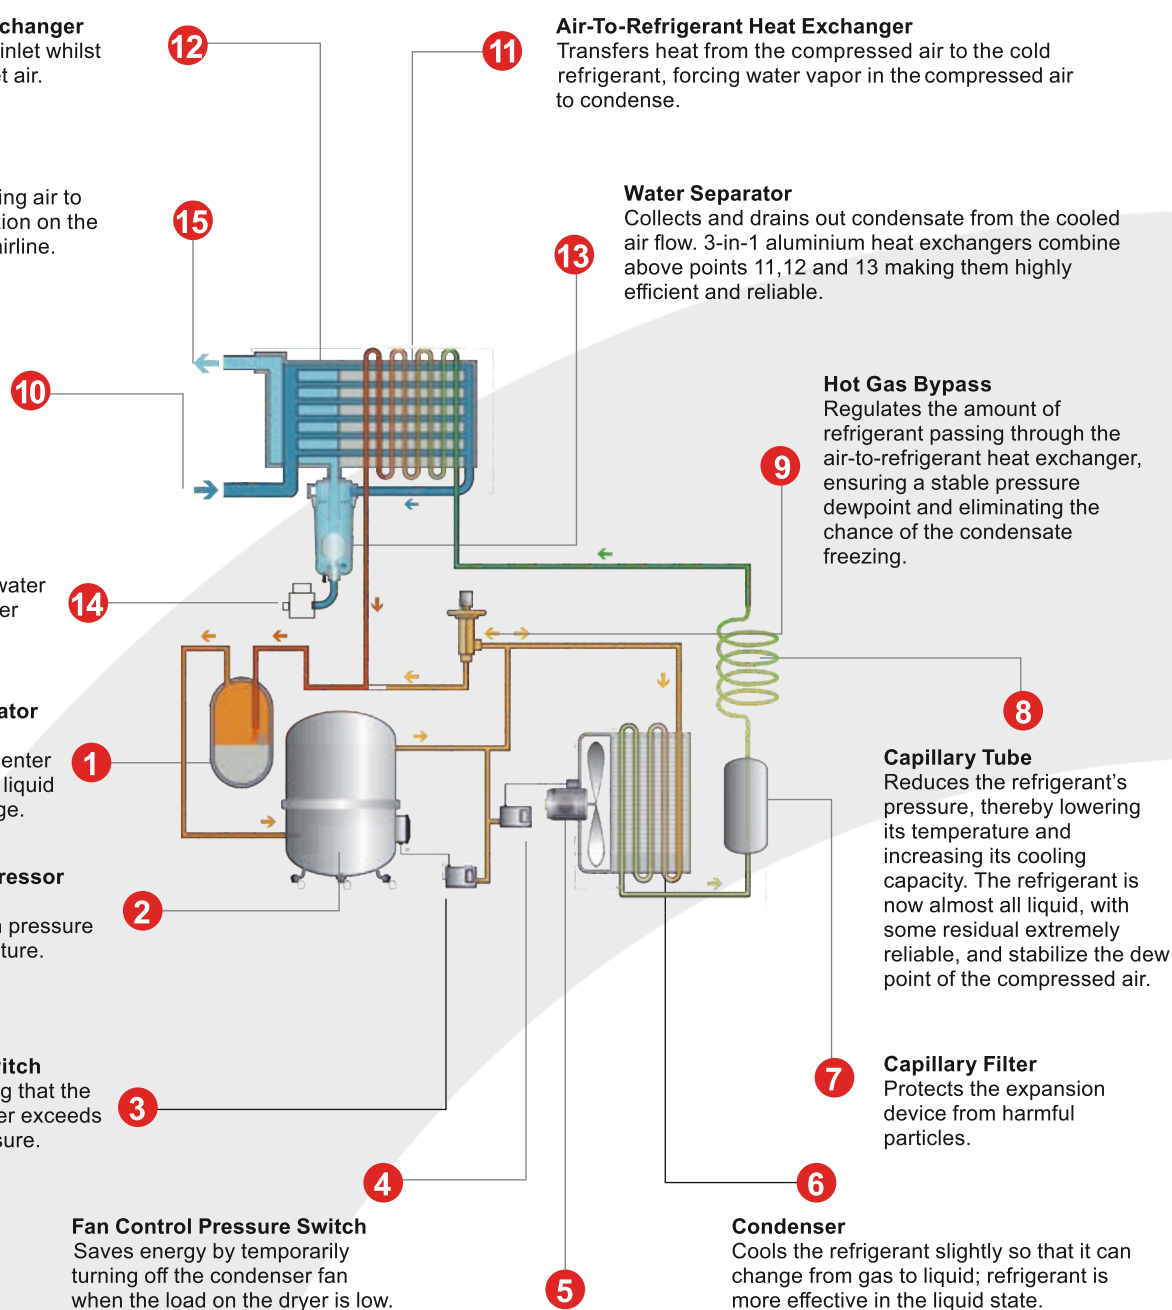 changer
inlet whilst
t air.
12
11
Air-To-Refrigerant Heat Exchanger
Transfers heat from the compressed air to the cold
refrigerant, forcing water vapor in the compressed air
to condense.
ing air to
tion on the
airline.
15
13
Water Separator
Collects and drains out condensate from the cooled
air flow. 3-in-1 aluminium heat exchangers combine
above points 11,12 and 13 making them highly
efficient and reliable.
10
9
Hot Gas Bypass
Regulates the amount of
refrigerant passing through the
air-to-refrigerant heat exchanger,
ensuring a stable pressure
dewpoint and eliminating the
chance of the condensate
freezing.
water
er
14
ator
enter
liquid
ge.
1
8
Capillary Tube
Reduces the refrigerant's
pressure, thereby lowering
its temperature and
increasing its cooling
capacity. The refrigerant is
now almost all liquid, with
some residual extremely
reliable, and stabilize the dew
point of the compressed air.
ressor
pressure
ture.
2
itch
g that the
er exceeds
sure.
3
7
Capillary Filter
Protects the expansion
device from harmful
particles.
4
Fan Control Pressure Switch
Saves energy by temporarily
turning off the condenser fan
when the load on the dryer is low.
5
6
Condenser
Cools the refrigerant slightly so that it can
change from gas to liquid; refrigerant is
more effective in the liquid state.